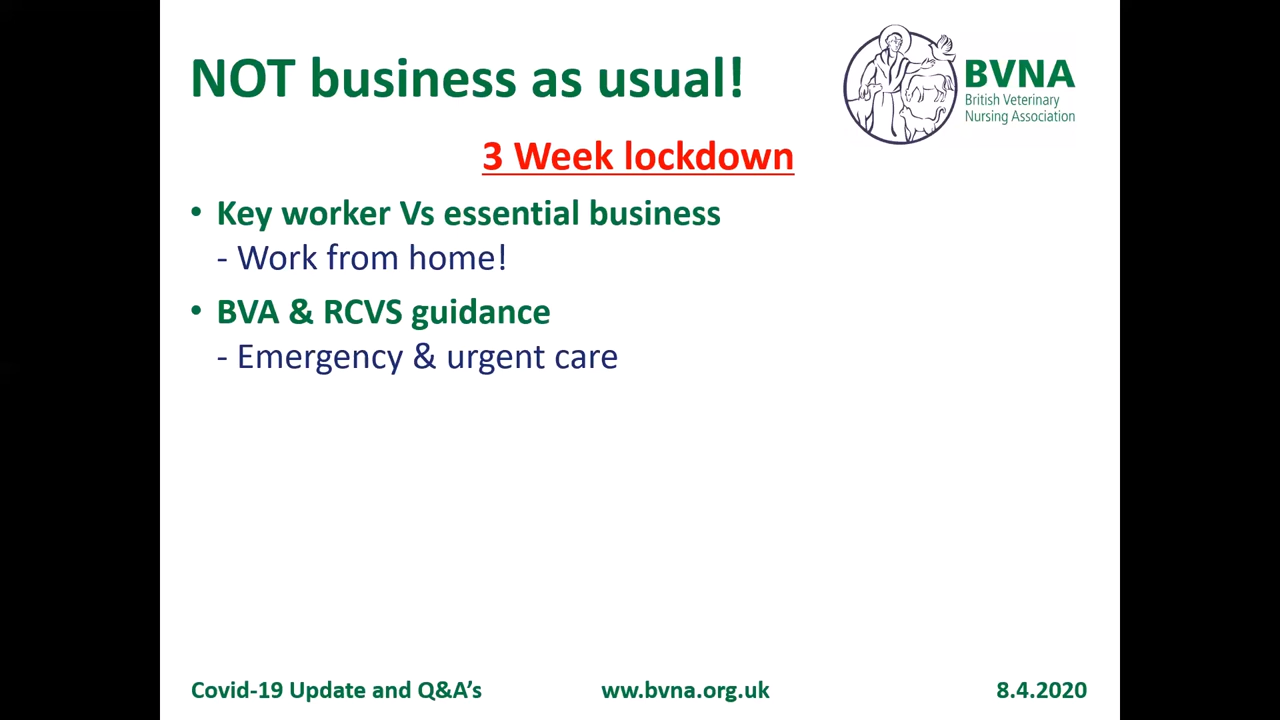 NOT business as usual!
BVNA
British Veterinary
Nursing Association
3 Week lockdown
• Key worker Vs essential business
- Work from home!
• BVA & RCVS guidance
- Emergency & urgent care
Covid-19 Update and Q&A's
ww.bvna.org.uk
8.4.2020